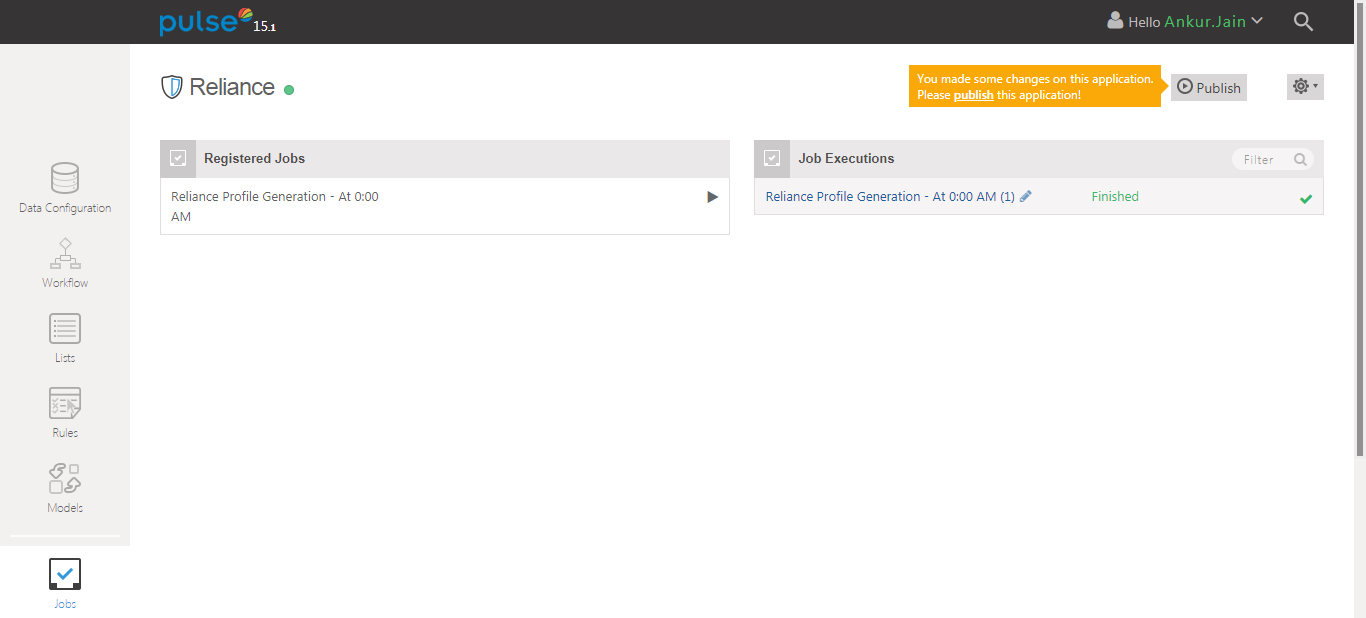 pulse 15.1
Hello Ankur.Jain
Reliance
You made some changes on this application.
Please publish this application!
Publish
Data Configuration
Workflow
Lists
Rules
Models
Jobs
Registered Jobs
Reliance Profile Generation - At 0:00
AM
Job Executions
Filter
Reliance Profile Generation - At 0:00 AM (1)
Finished